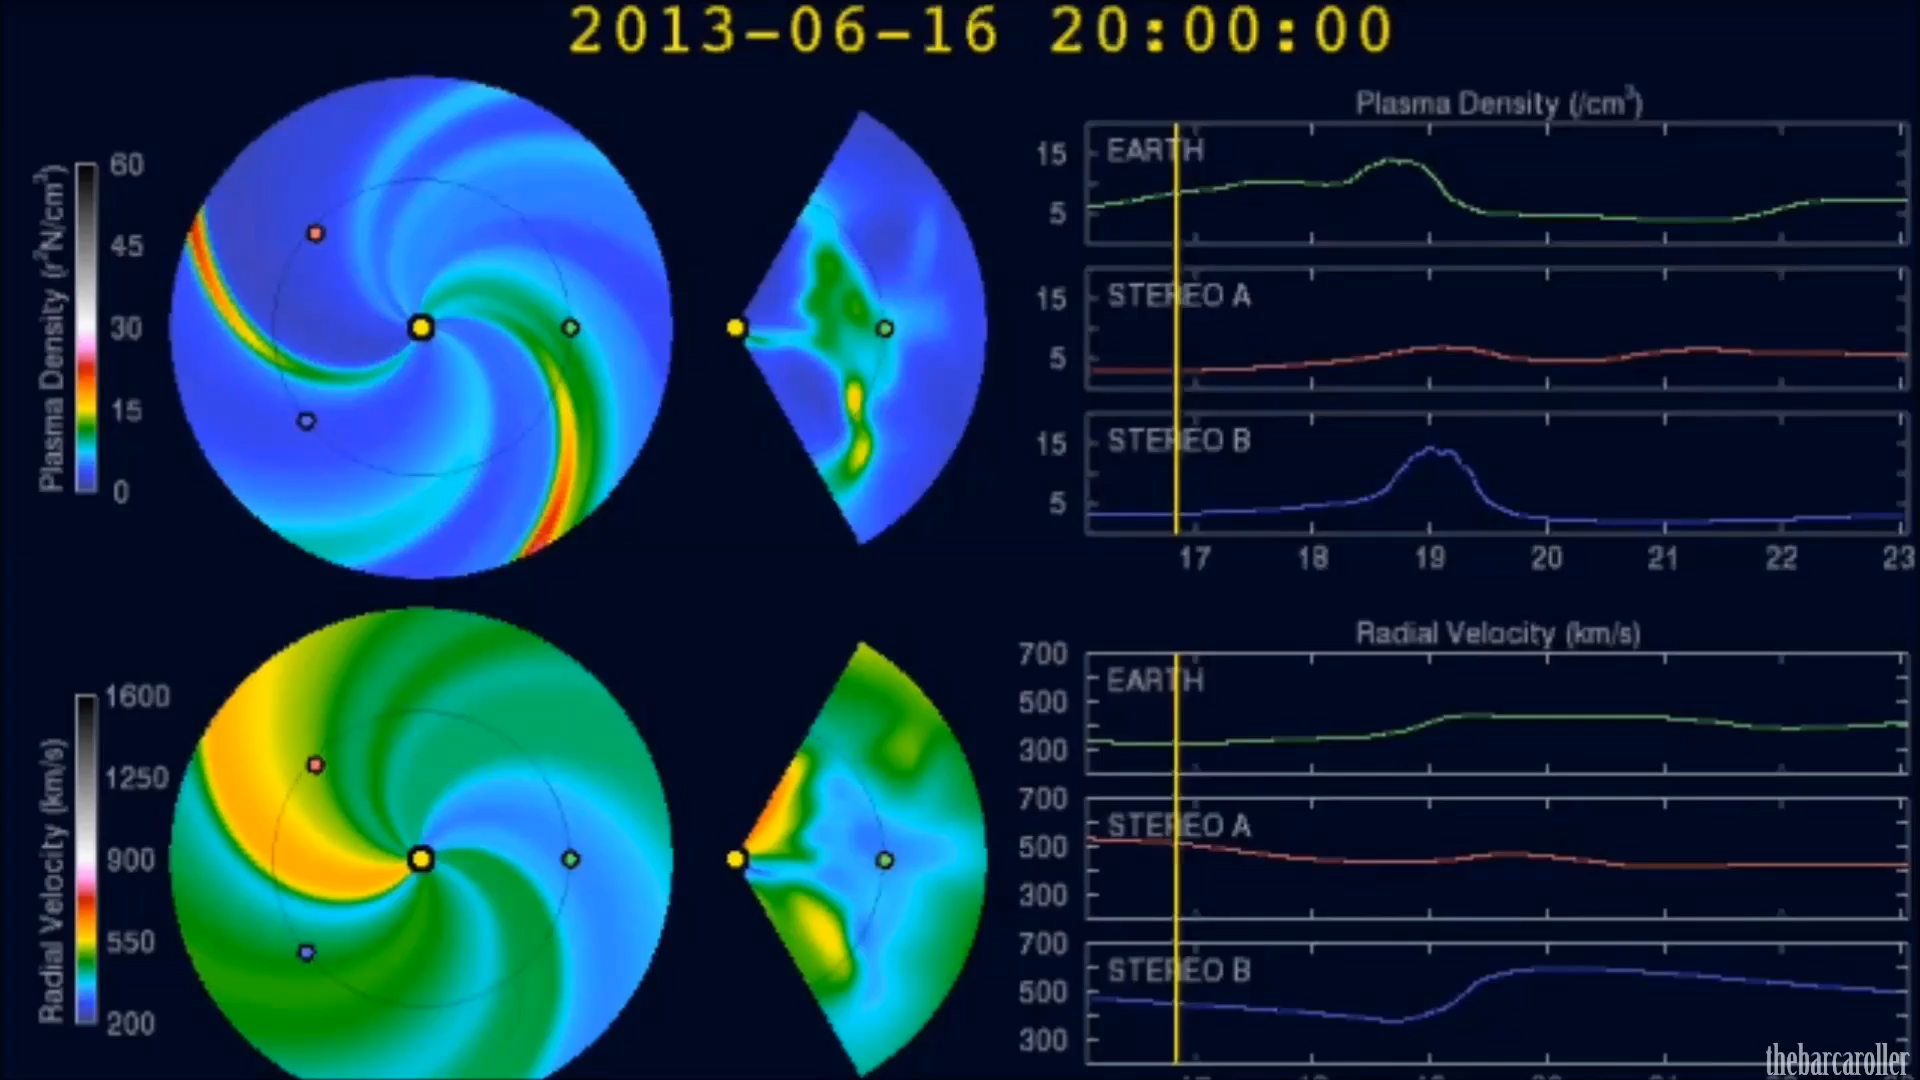 2013-06-16 20:00:00
Plasma Density (r²N/cm³)
60
45
30
15
0
Plasma Density (/cm³)
EARTH
15
5
STEREO A
15
5
STEREO B
15
5
17 18 19 20 21 22 23
Radial Velocity (km/s)
1600
1250
900
550
200
Radial Velocity (km/s)
EARTH
700
500
300
STEREO A
700
500
300
STEREO B
700
500
300
thebarcaroller